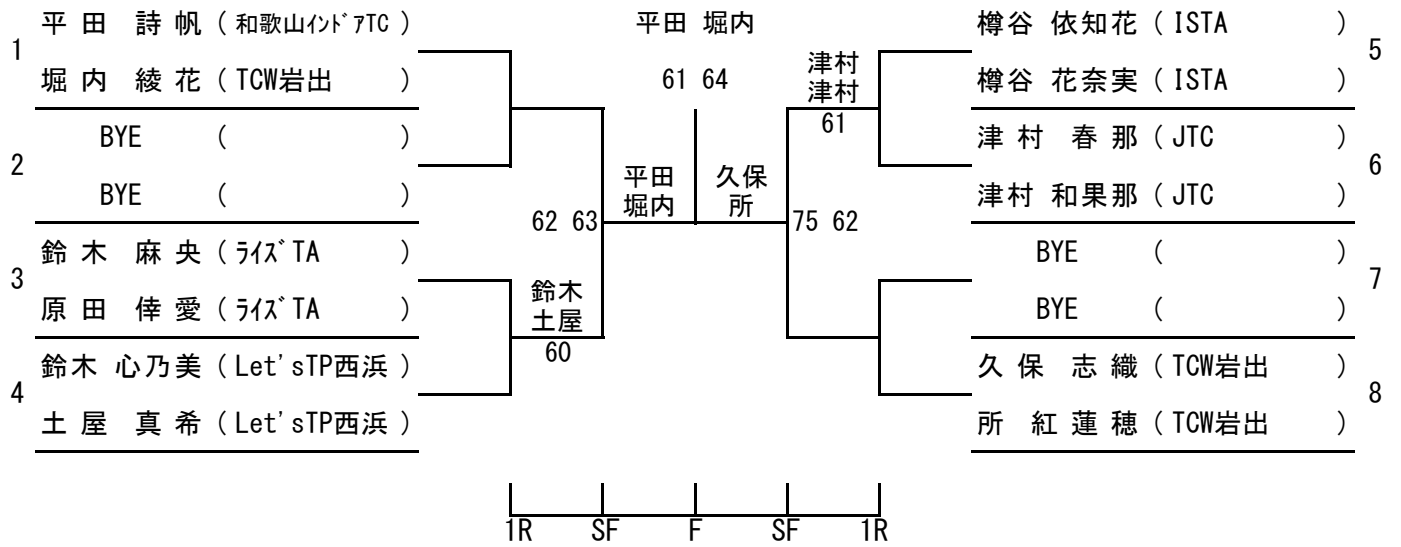 1
平 田 詩 帆 ( 和歌山ｲﾝﾄﾞｱTC )
堀 内 綾 花 ( TCW岩出 )
2
BYE ( )
BYE ( )
3
鈴 木 麻 央 ( ﾗｲｽﾞTA )
原 田 倖 愛 ( ﾗｲｽﾞTA )
4
鈴木 心乃美 ( Let'sTP西浜 )
土 屋 真 希 ( Let'sTP西浜 )
62 63
鈴木
土屋
60
平田 堀内
61 64
平田
堀内
久保
所
津村
津村
61
75 62
樽谷 依知花 ( ISTA )
樽谷 花奈実 ( ISTA )
5
津 村 春 那 ( JTC )
津村 和果那 ( JTC )
6
BYE ( )
BYE ( )
7
久 保 志 織 ( TCW岩出 )
所 紅 蓮 穂 ( TCW岩出 )
8
1R SF F SF 1R